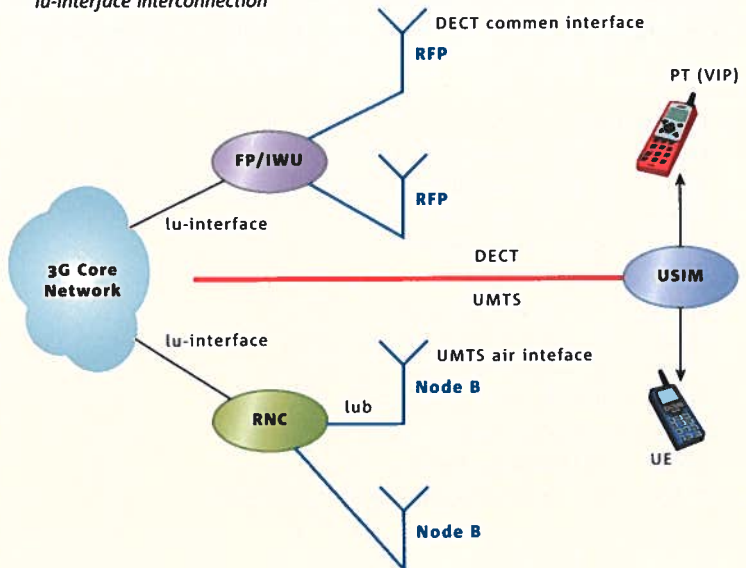 Iu-interface interconnection
DECT commen interface
RFP
PT (VIP)
FP/IWU
RFP
Iu-interface
3G Core
Network
DECT
USIM
UMTS
Iu-interface
UMTS air inteface
Node B
Iub
RNC
UE
Node B